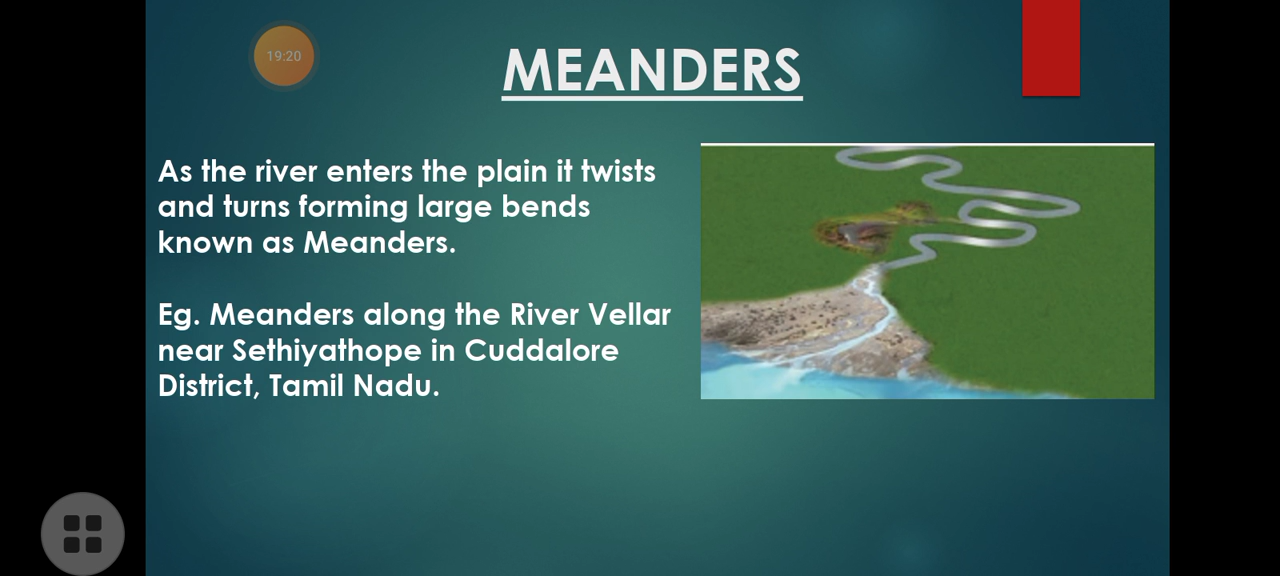 19:20
MEANDERS
As the river enters the plain it twists
and turns forming large bends
known as Meanders.
Eg. Meanders along the River Vellar
near Sethiyathope in Cuddalore
District, Tamil Nadu.